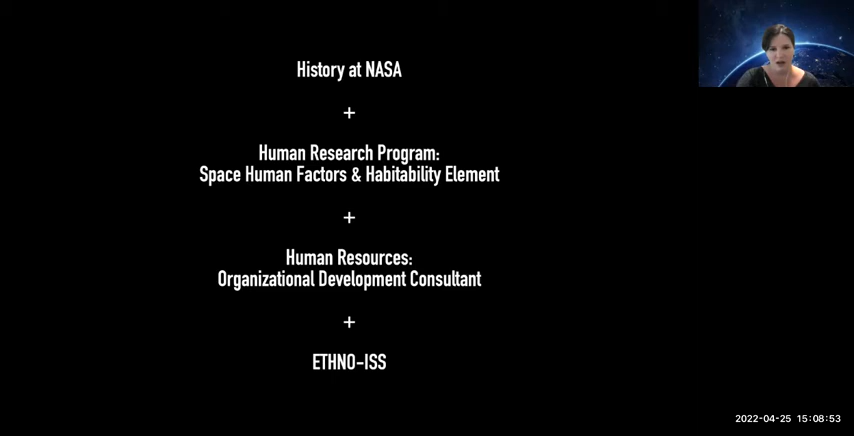 History at NASA
+
Human Research Program:
Space Human Factors & Habitability Element
+
Human Resources:
Organizational Development Consultant
+
ETHNO-ISS
2022-04-25 15:08:53